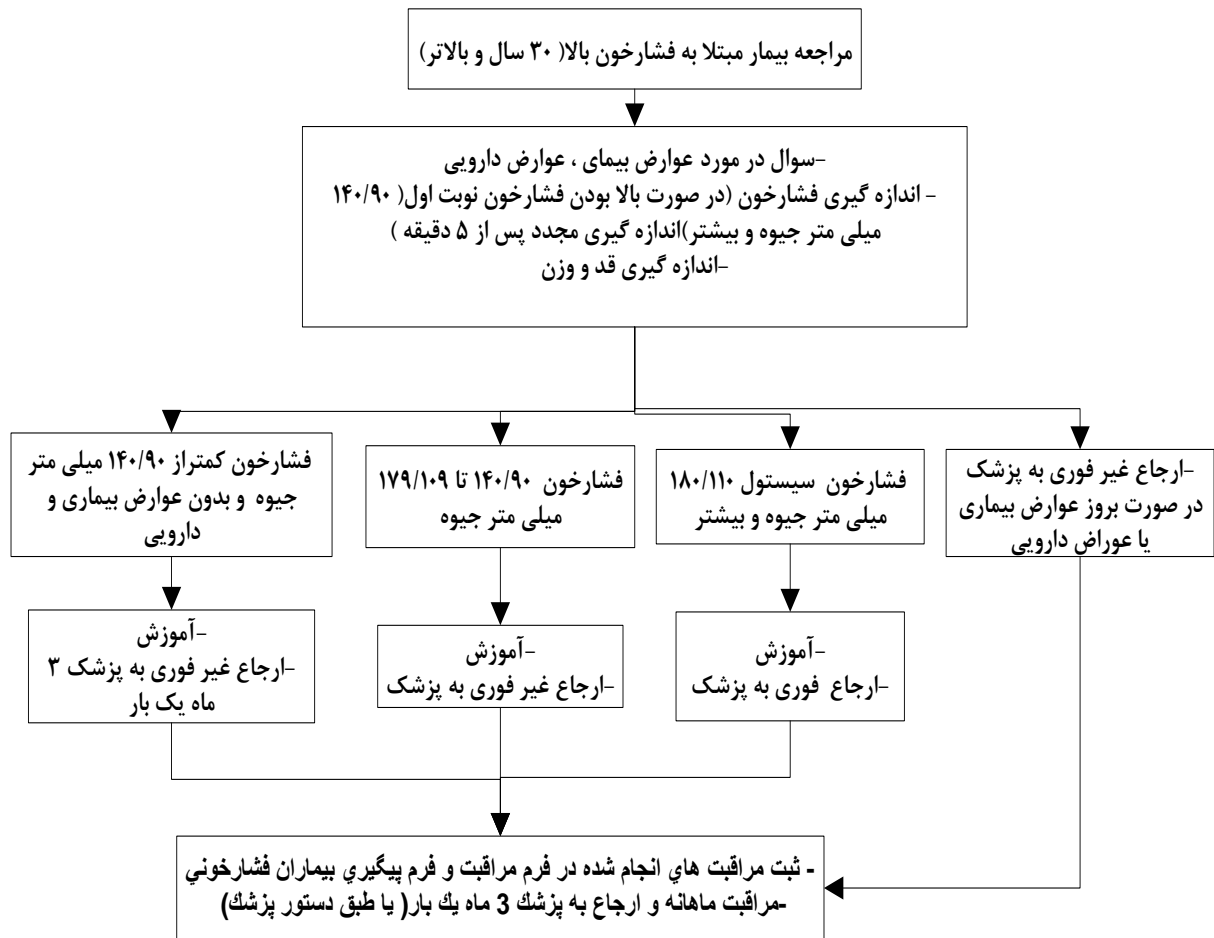 مراجعه بیمار مبتلا به فشارخون بالا( ۳۰ سال و بالاتر)
-سوال در مورد عوارض بیمای ، عوارض دارویی
- اندازه گیری فشارخون (در صورت بالا بودن فشارخون نوبت اول( ۱۴۰/۹۰
میلی متر جیوه و بیشتر)اندازه گیری مجدد پس از ۵ دقیقه )
-اندازه گیری قد و وزن
-ارجاع غیر فوری به پزشک
در صورت بروز عوارض بیماری
یا عوراض دارویی
فشارخون سیستول ۱۸۰/۱۱۰
میلی متر جیوه و بیشتر
فشارخون ۱۴۰/۹۰ تا ۱۷۹/۱۰۹
میلی متر جیوه
فشارخون کمتراز ۱۴۰/۹۰ میلی متر
جیوه و بدون عوارض بیماری و
دارویی
-آموزش
-ارجاع فوری به پزشک
-آموزش
-ارجاع غیر فوری به پزشک
-آموزش
-ارجاع غیر فوری به پزشک ۳
ماه یک بار
- ثبت مراقبت هاي انجام شده در فرم مراقبت و فرم پيگيري بيماران فشارخوني
-مراقبت ماهانه و ارجاع به پزشك 3 ماه يك بار( يا طبق دستور پزشك)